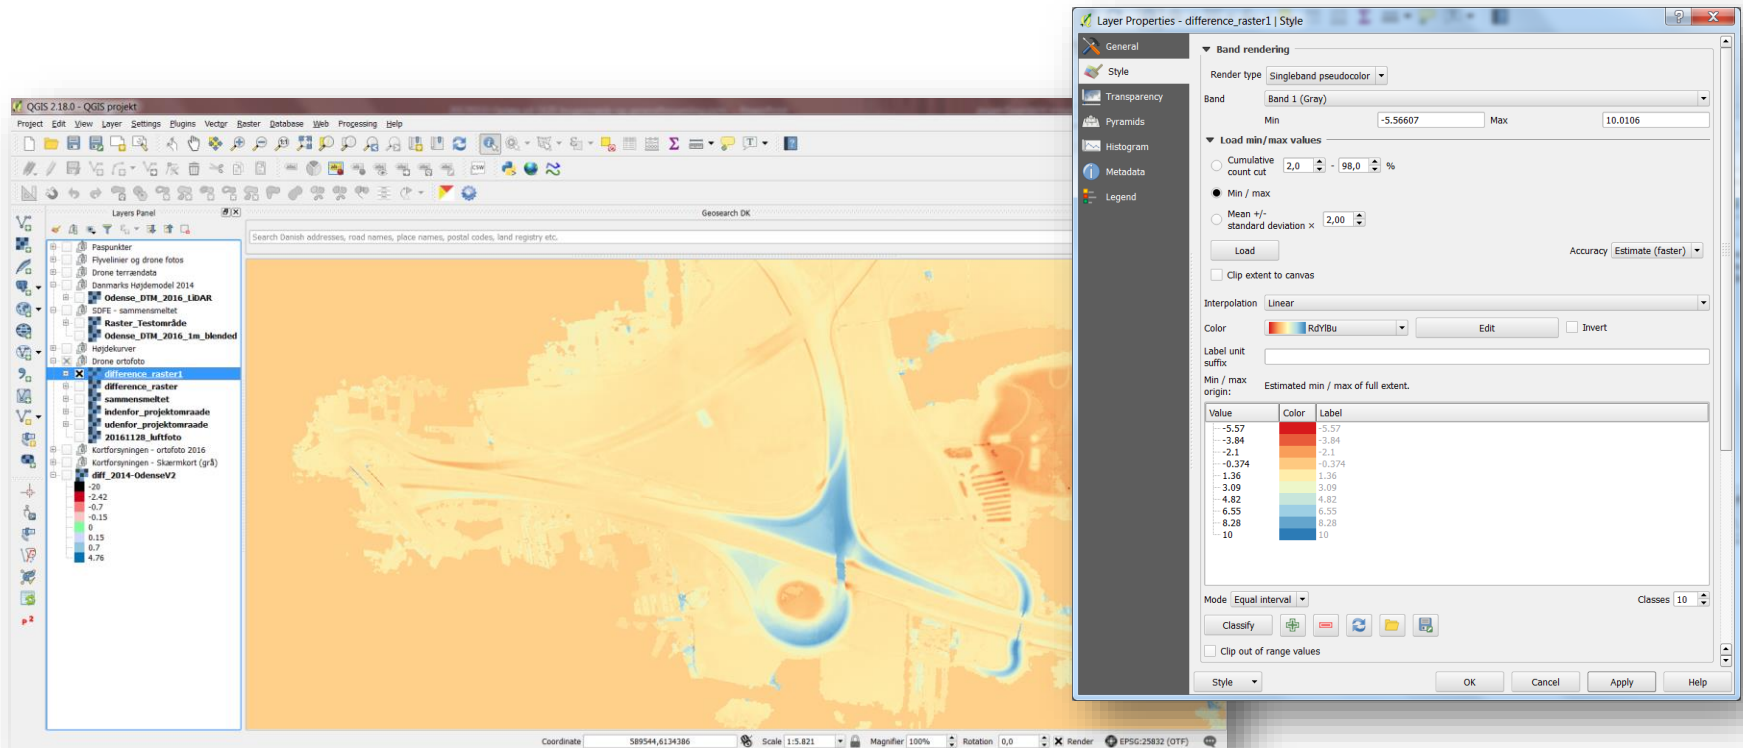 QGIS 2.18.0 - QGIS projekt
Project Edit View Layer Settings Plugins Vector Raster Database Web Processing Help
CSW
Layers Panel
Geosearch DK
Search Danish addresses, road names, place names, postal codes, land registry etc.
Paspunkter
Flyvelinier og drone fotos
Drone terrændata
Danmarks Højdemodel 2014
Odense_DTM_2016_LiDAR
SDFE - sammensmeltet
Raster_Testområde
Odense_DTM_2016_1m_blended
Højdekurver
Drone ortofoto
difference_raster1
difference_raster
sammensmeltet
indenfor_projektomraade
udenfor_projektomraade
20161128_luftfoto
Kortforsyningen - ortofoto 2016
Kortforsyningen - Skærmkort (grå)
diff_2014-OdenseV2
-20
-2.42
-0.7
-0.15
0
0.15
0.7
4.76
Coordinate 589544,6134386 Scale 1:5.821 Magnifier 100% Rotation 0,0 Render EPSG:25832 (OTF)
Layer Properties - difference_raster1 | Style
General
Style
Transparency
Pyramids
Histogram
Metadata
Legend
Band rendering
Render type Singleband pseudocolor
Band Band 1 (Gray)
Min -5.56607 Max 10.0106
Load min/max values
Cumulative
count cut 2,0 - 98,0 %
Min / max
Mean +/-
standard deviation × 2,00
Load Accuracy Estimate (faster)
Clip extent to canvas
Interpolation Linear
Color RdYlBu Edit Invert
Label unit
suffix
Min / max
origin: Estimated min / max of full extent.
Value Color Label
-5.57 -5.57
-3.84 -3.84
-2.1 -2.1
-0.374 -0.374
1.36 1.36
3.09 3.09
4.82 4.82
6.55 6.55
8.28 8.28
10 10
Mode Equal interval Classes 10
Classify
Clip out of range values
Style OK Cancel Apply Help